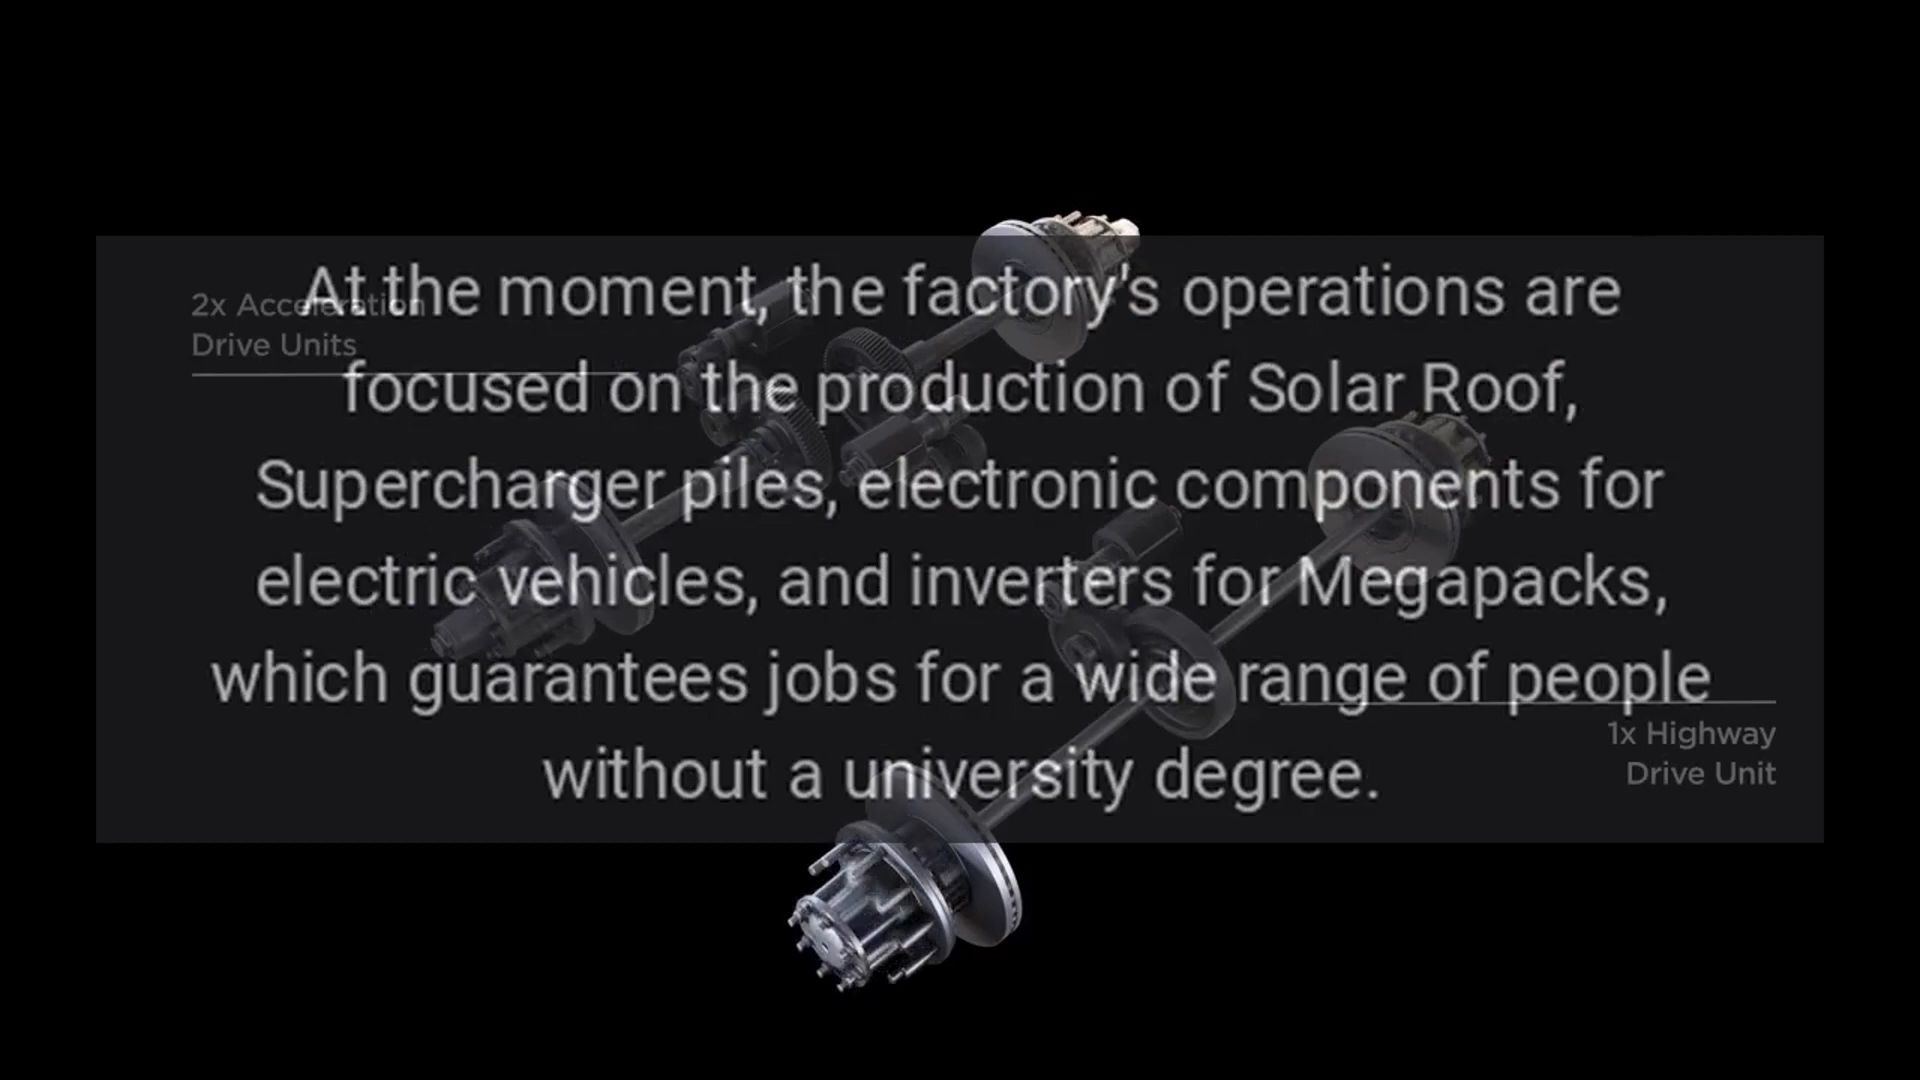 At the moment, the factory's operations are
focused on the production of Solar Roof,
Supercharger piles, electronic components for
electric vehicles, and inverters for Megapacks,
which guarantees jobs for a wide range of people
without a university degree.
2x Acceleration
Drive Units
1x Highway
Drive Unit